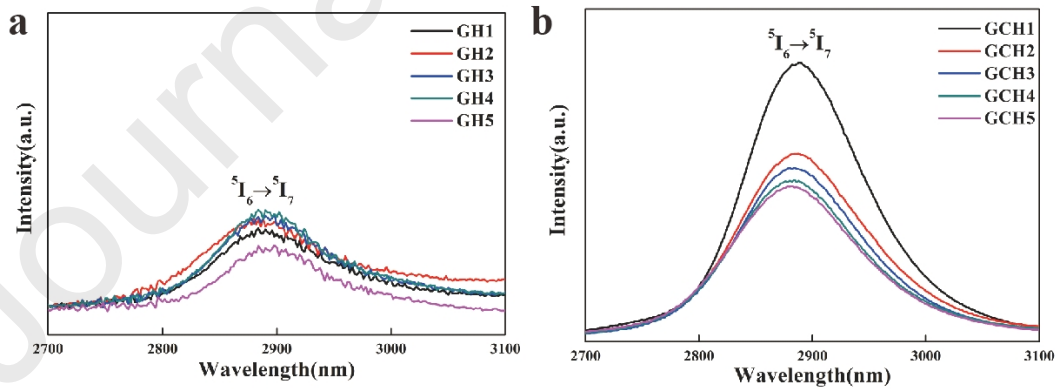 Journal
a
GH1
GH2
GH3
GH4
GH5
⁵I₆→⁵I₇
Intensity(a.u.)
2700 2800 2900 3000 3100
Wavelength(nm)
b
⁵I₆→⁵I₇
GCH1
GCH2
GCH3
GCH4
GCH5
Intensity(a.u.)
2700 2800 2900 3000 3100
Wavelength(nm)